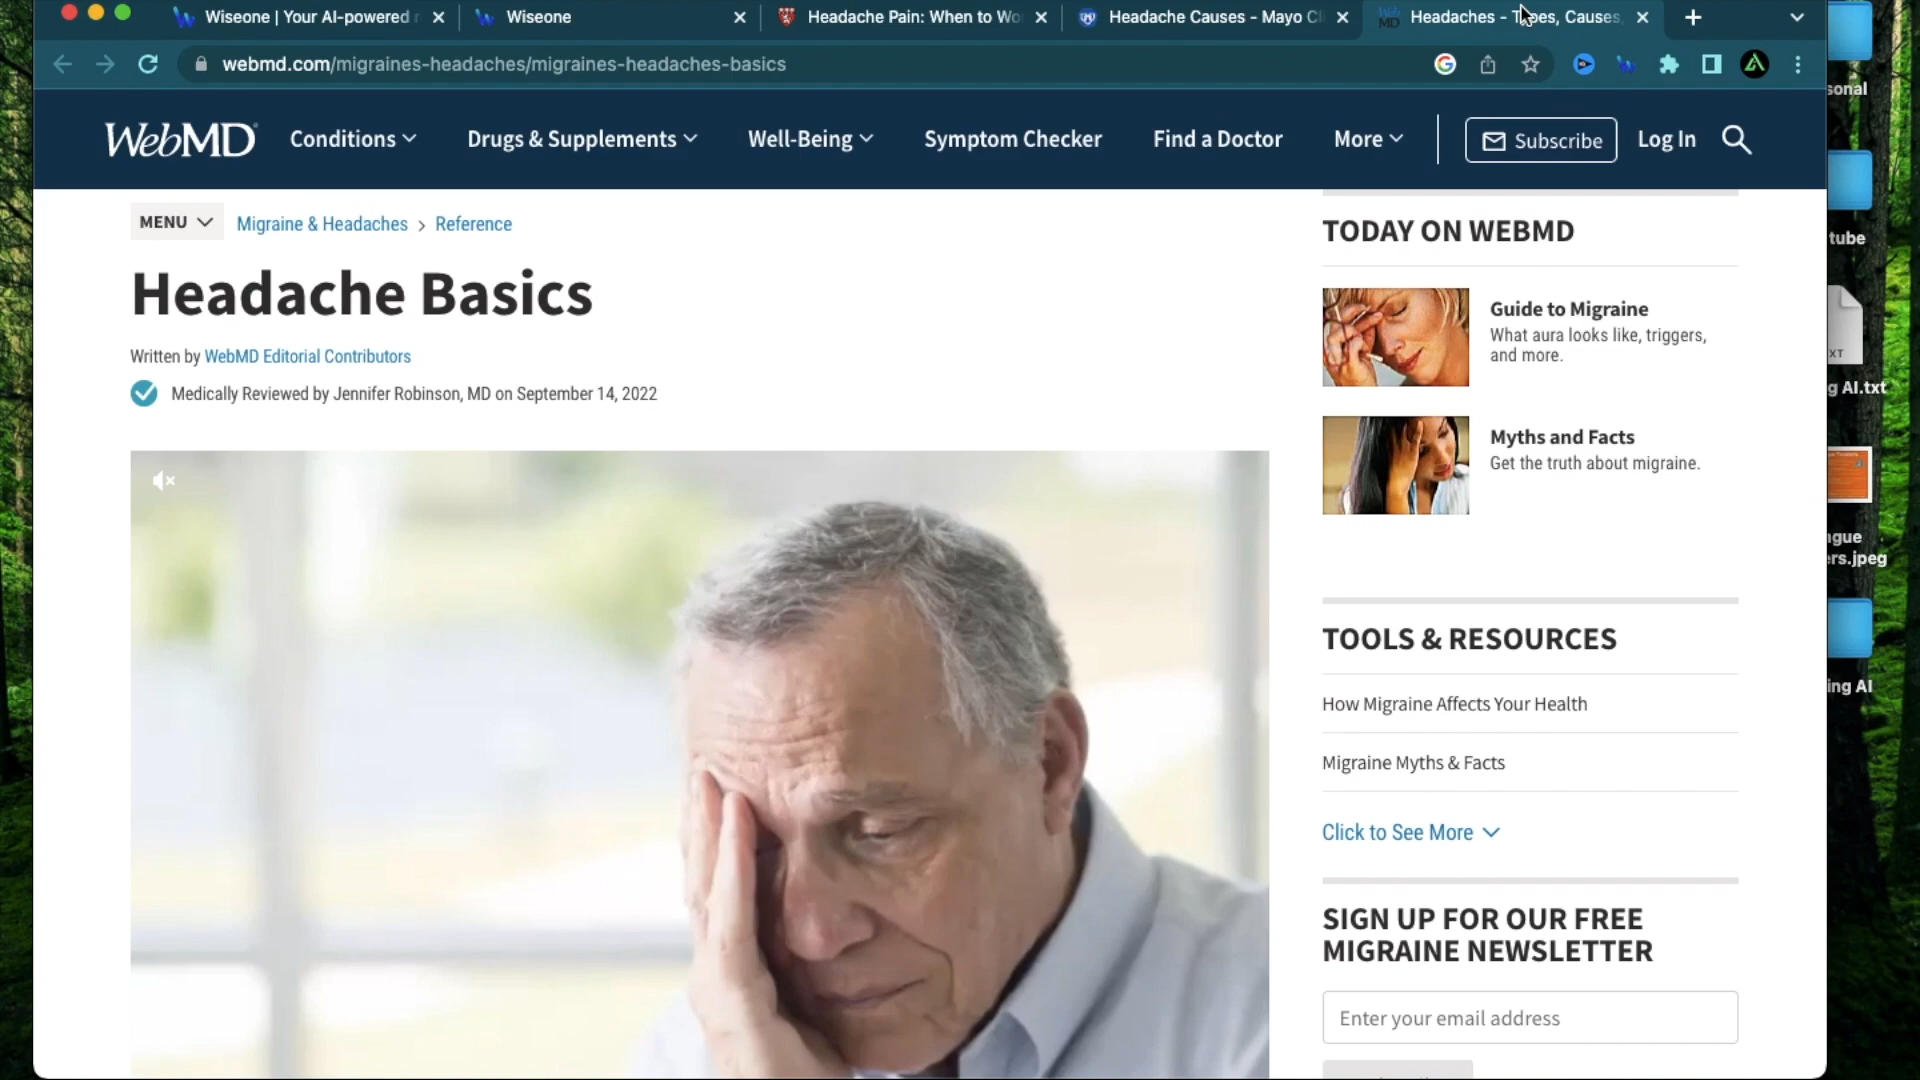 Wiseone | Your AI-powered
Wiseone
Headache Pain: When to Wo
Headache Causes - Mayo Cl
Headaches - Types, Causes,
webmd.com/migraines-headaches/migraines-headaches-basics
WebMD
Conditions
Drugs & Supplements
Well-Being
Symptom Checker
Find a Doctor
More
Subscribe
Log In
MENU
Migraine & Headaches > Reference
Headache Basics
Written by WebMD Editorial Contributors
Medically Reviewed by Jennifer Robinson, MD on September 14, 2022
TODAY ON WEBMD
Guide to Migraine
What aura looks like, triggers,
and more.
Myths and Facts
Get the truth about migraine.
TOOLS & RESOURCES
How Migraine Affects Your Health
Migraine Myths & Facts
Click to See More
SIGN UP FOR OUR FREE
MIGRAINE NEWSLETTER
Enter your email address
sonal
tube
XT
g AI.txt
ngue
ers.jpeg
ing AI